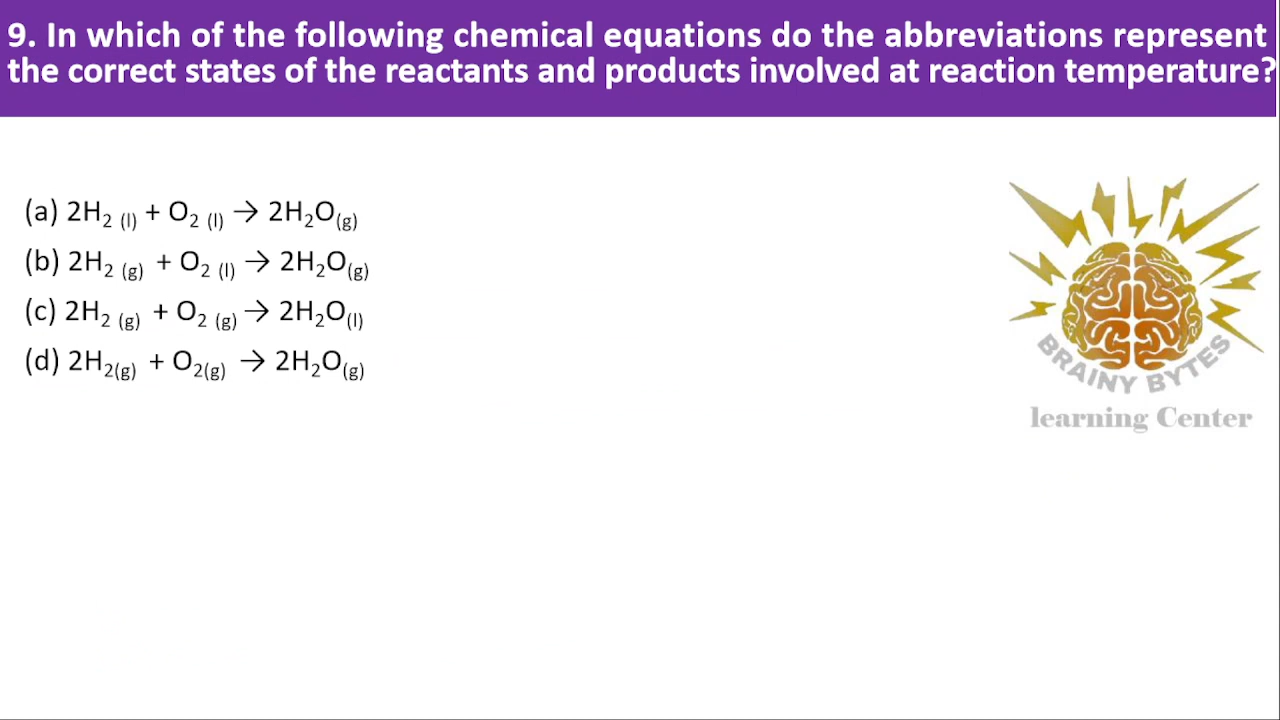 9. In which of the following chemical equations do the abbreviations represent
the correct states of the reactants and products involved at reaction temperature?
(a) 2H₂ (l) + O₂ (l) → 2H₂O(g)
(b) 2H₂ (g) + O₂ (l) → 2H₂O(g)
(c) 2H₂ (g) + O₂ (g) → 2H₂O(l)
(d) 2H₂(g) + O₂(g) → 2H₂O(g)
BRAINY BYTES
learning Center